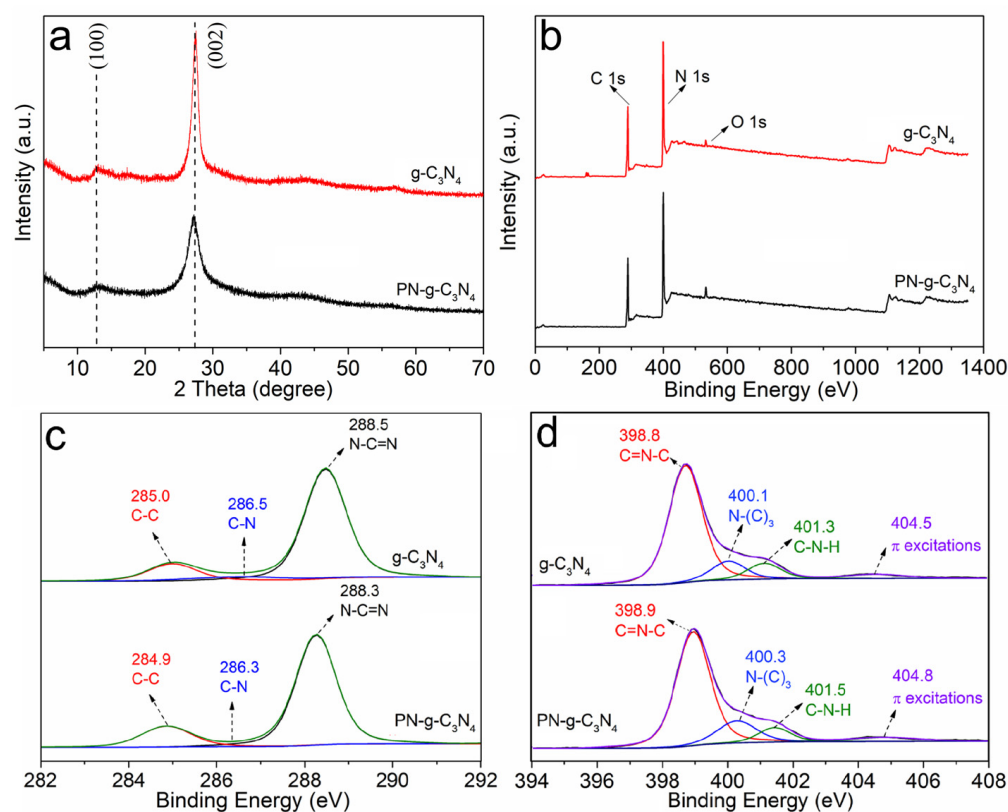 a
(100)
(002)
g-C₃N₄
PN-g-C₃N₄
Intensity (a.u.)
10 20 30 40 50 60 70
2 Theta (degree)
b
C 1s
N 1s
O 1s
g-C₃N₄
PN-g-C₃N₄
Intensity (a.u.)
0 200 400 600 800 1000 1200 1400
Binding Energy (eV)
c
288.5
N-C=N
285.0
C-C
286.5
C-N
g-C₃N₄
288.3
N-C=N
284.9
C-C
286.3
C-N
PN-g-C₃N₄
282 284 286 288 290 292
Binding Energy (eV)
d
398.8
C=N-C
400.1
N-(C)₃
401.3
C-N-H
404.5
π excitations
g-C₃N₄
398.9
C=N-C
400.3
N-(C)₃
401.5
C-N-H
404.8
π excitations
PN-g-C₃N₄
394 396 398 400 402 404 406 408
Binding Energy (eV)